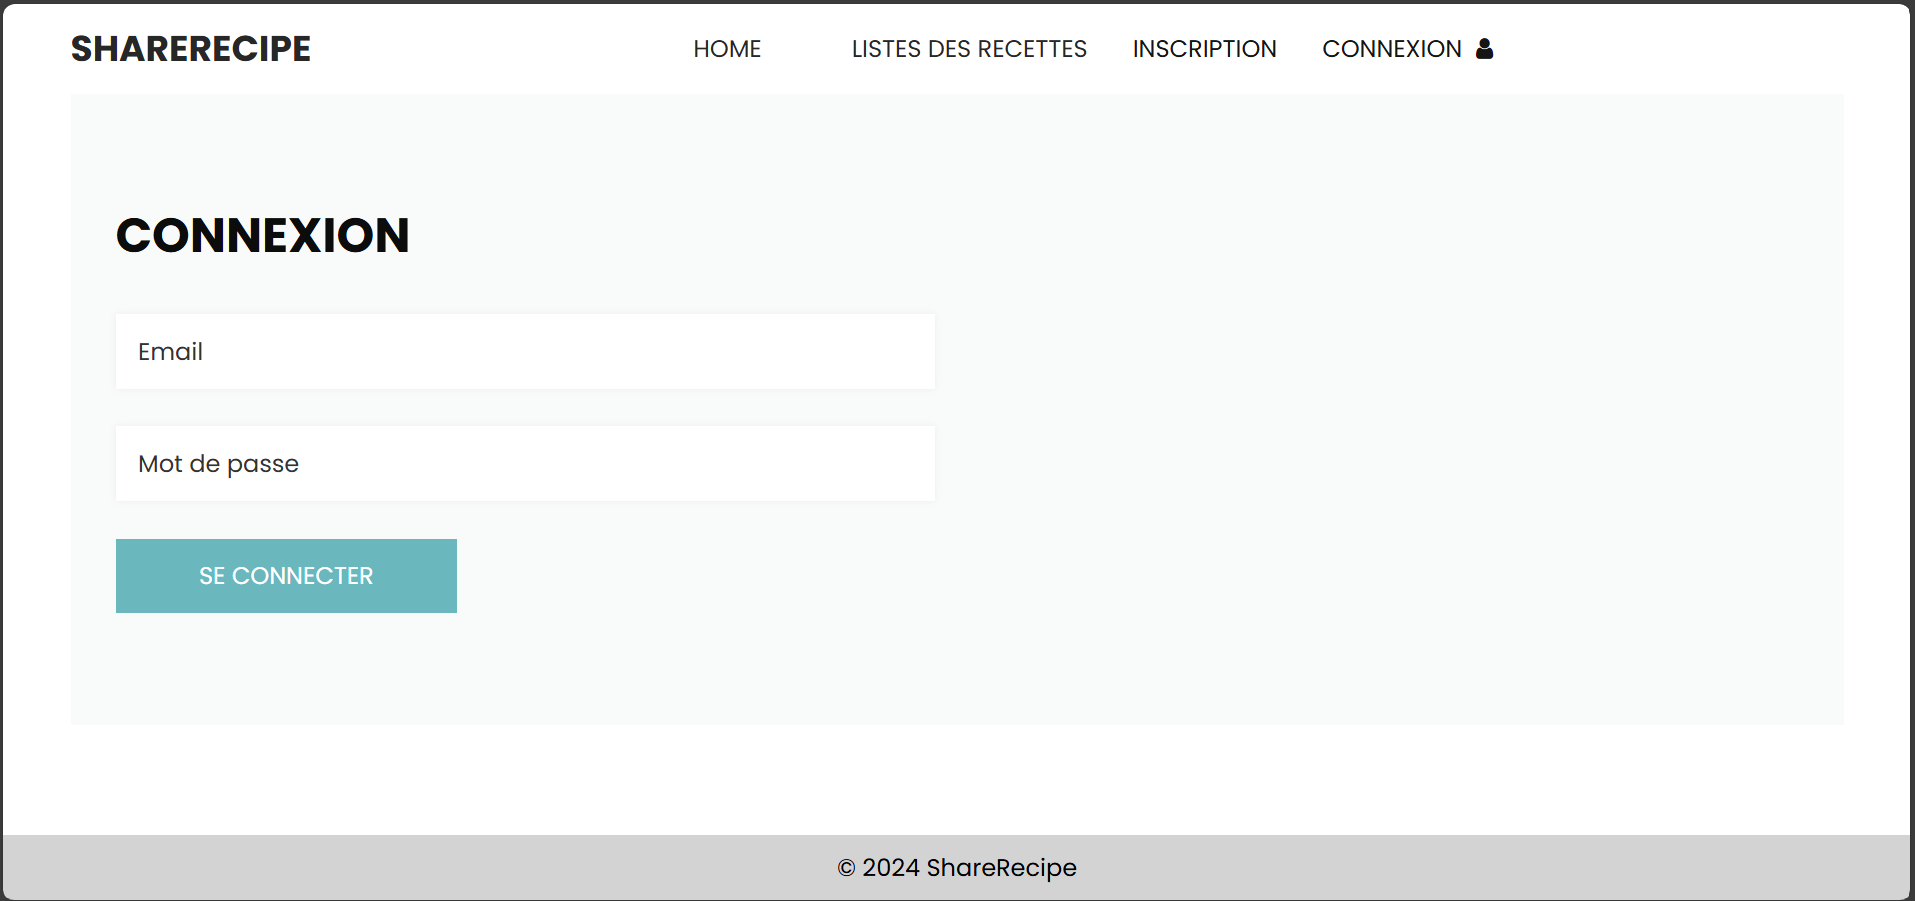 SHARERECIPE
HOME LISTES DES RECETTES INSCRIPTION CONNEXION
CONNEXION
Email
Mot de passe
SE CONNECTER
© 2024 ShareRecipe